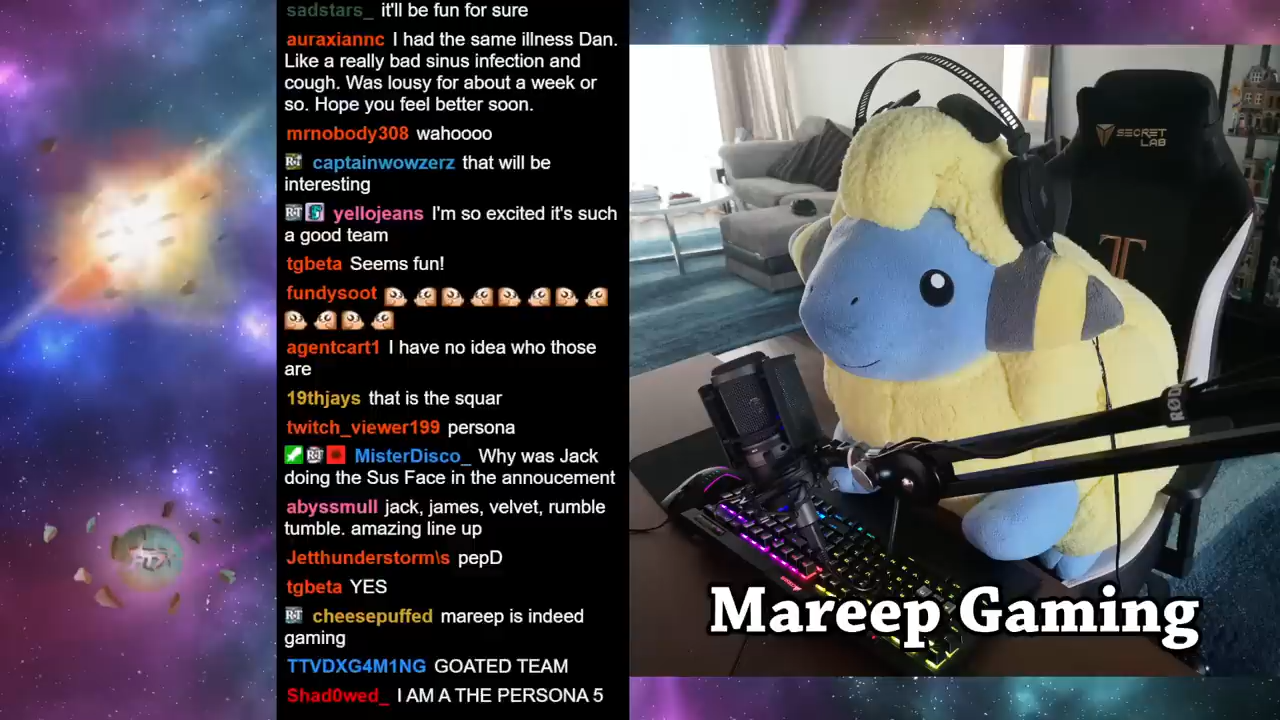 sadstars_ it'll be fun for sure
auraxiannc I had the same illness Dan.
Like a really bad sinus infection and
cough. Was lousy for about a week or
so. Hope you feel better soon.
mrnobody308 wahoooo
captainwowzerz that will be
interesting
yellojeans I'm so excited it's such
a good team
tgbeta Seems fun!
fundysoot
agentcart1 I have no idea who those
are
19thjays that is the squar
twitch_viewer199 persona
MisterDisco_ Why was Jack
doing the Sus Face in the annoucement
abyssmull jack, james, velvet, rumble
tumble. amazing line up
Jetthunderstorm\s pepD
tgbeta YES
cheesepuffed mareep is indeed
gaming
TTVDXG4M1NG GOATED TEAM
Shad0wed_ I AM A THE PERSONA 5
SECRET
LAB
RØDE
Mareep Gaming